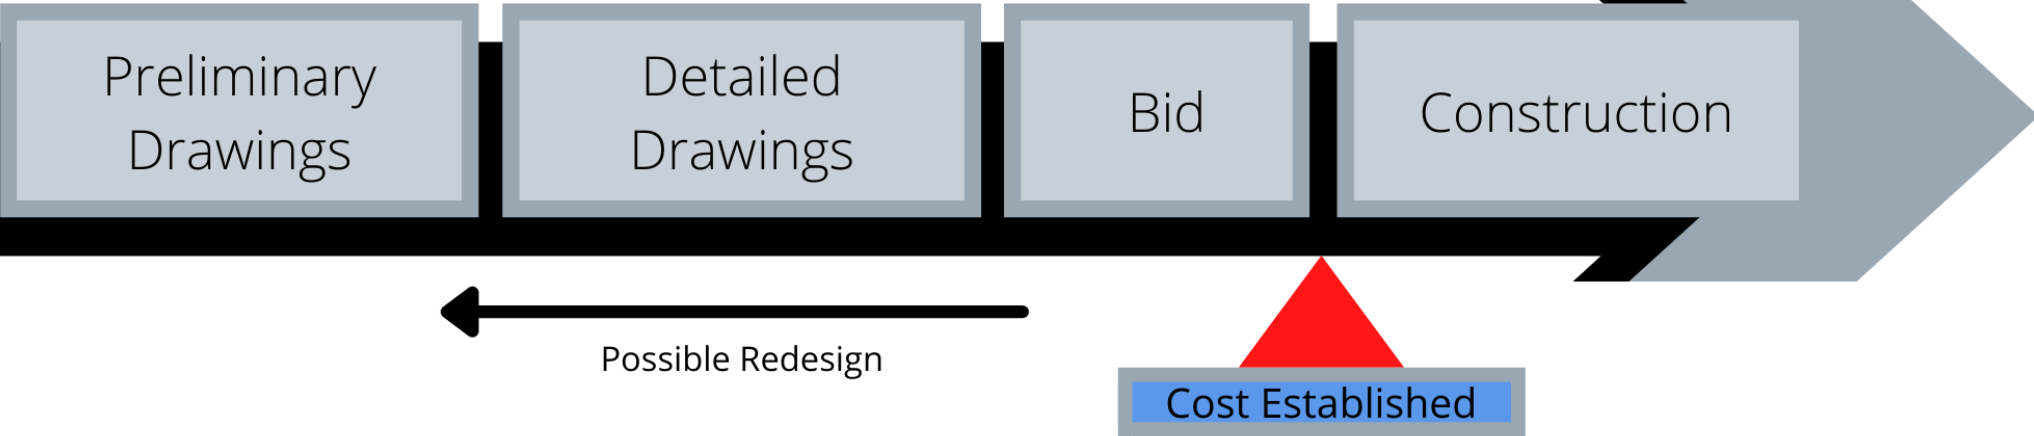 Preliminary
Drawings
Detailed
Drawings
Bid
Construction
Possible Redesign
Cost Established